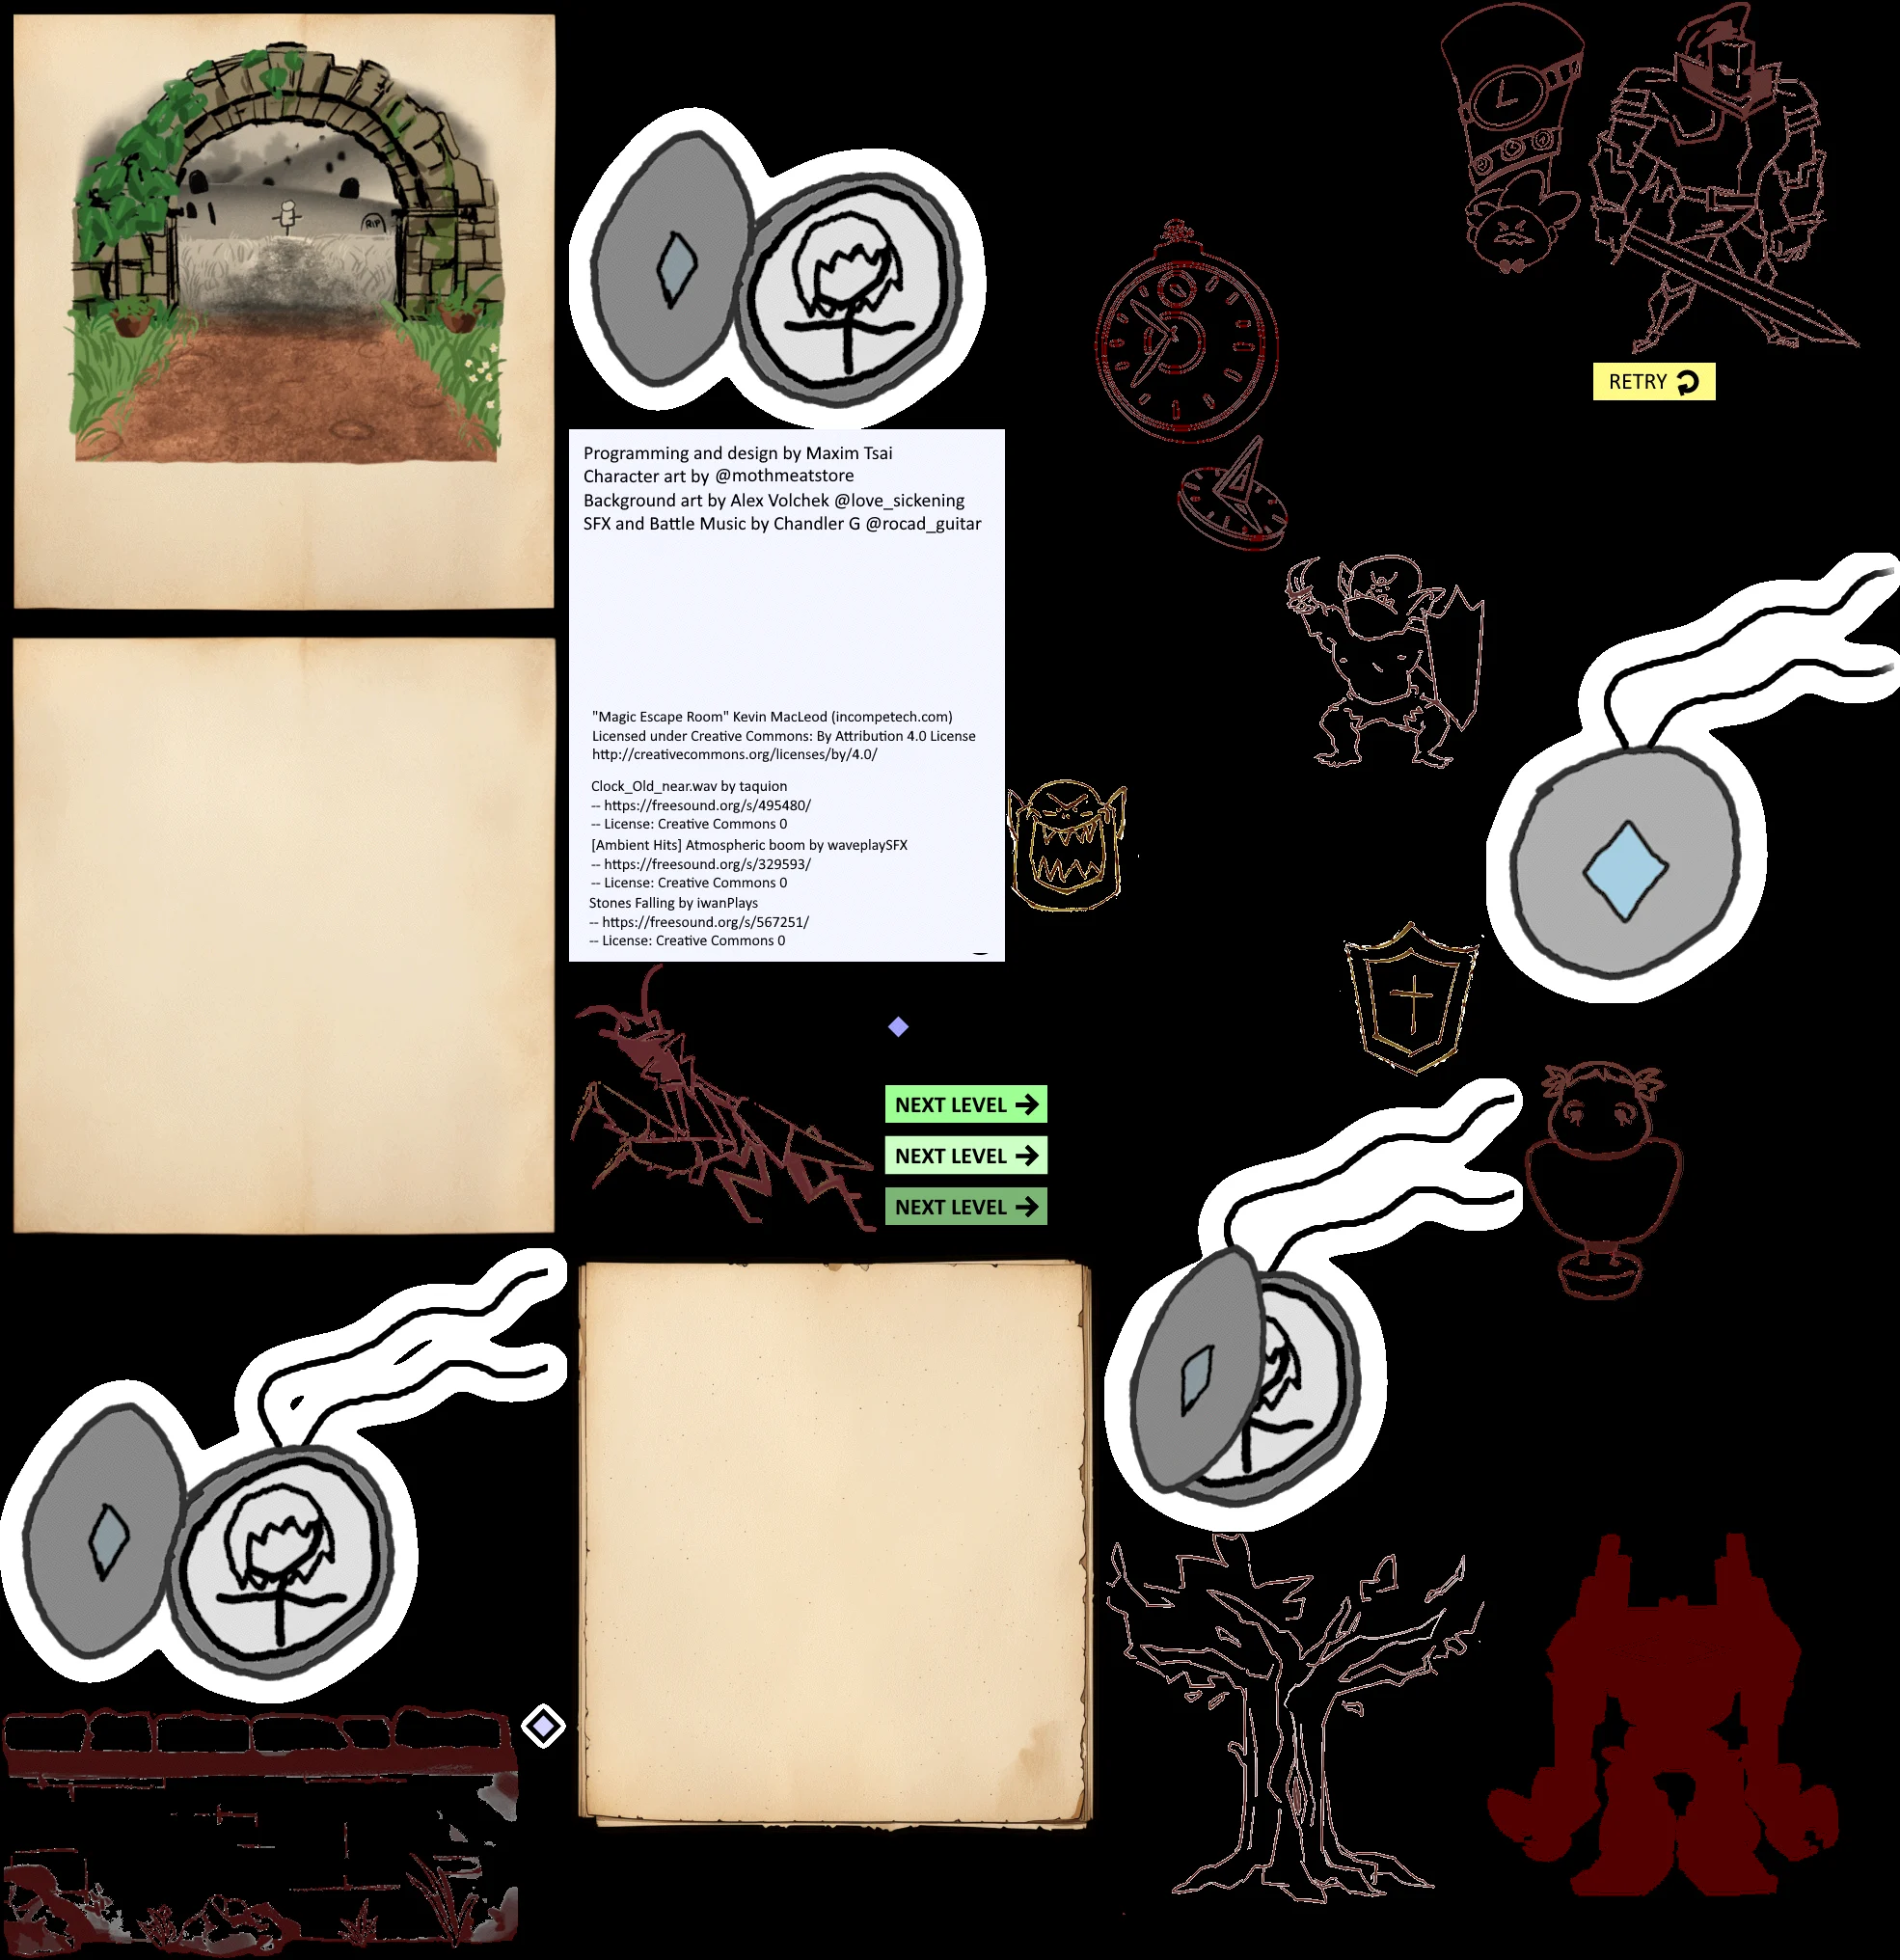 RIP
Programming and design by Maxim Tsai
Character art by @mothmeatstore
Background art by Alex Volchek @love_sickening
SFX and Battle Music by Chandler G @rocad_guitar
"Magic Escape Room" Kevin MacLeod (incompetech.com)
Licensed under Creative Commons: By Attribution 4.0 License
http://creativecommons.org/licenses/by/4.0/
Clock_Old_near.wav by taquion
-- https://freesound.org/s/495480/
-- License: Creative Commons 0
[Ambient Hits] Atmospheric boom by waveplaySFX
-- https://freesound.org/s/329593/
-- License: Creative Commons 0
Stones Falling by iwanPlays
-- https://freesound.org/s/567251/
-- License: Creative Commons 0
RETRY
NEXT LEVEL
NEXT LEVEL
NEXT LEVEL